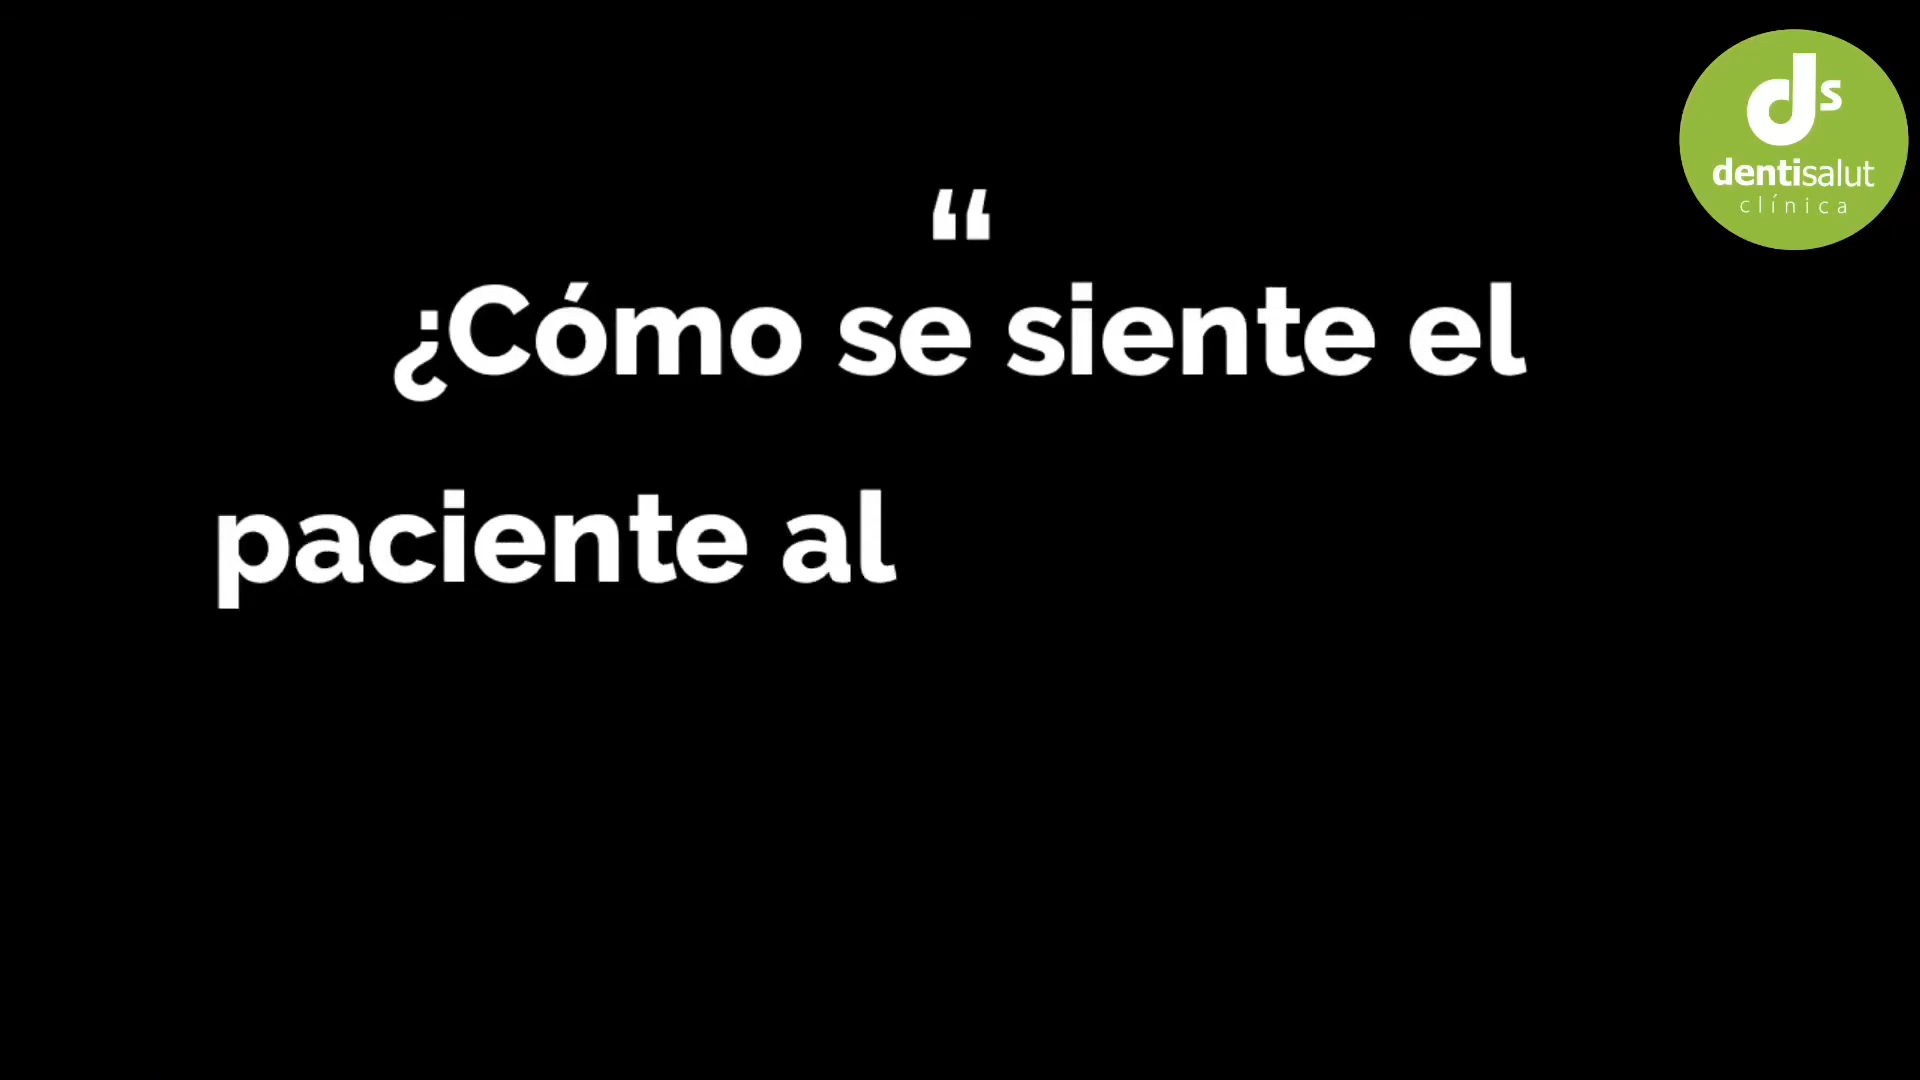 “
¿Cómo se siente el
paciente al
ds
dentisalut
clínica